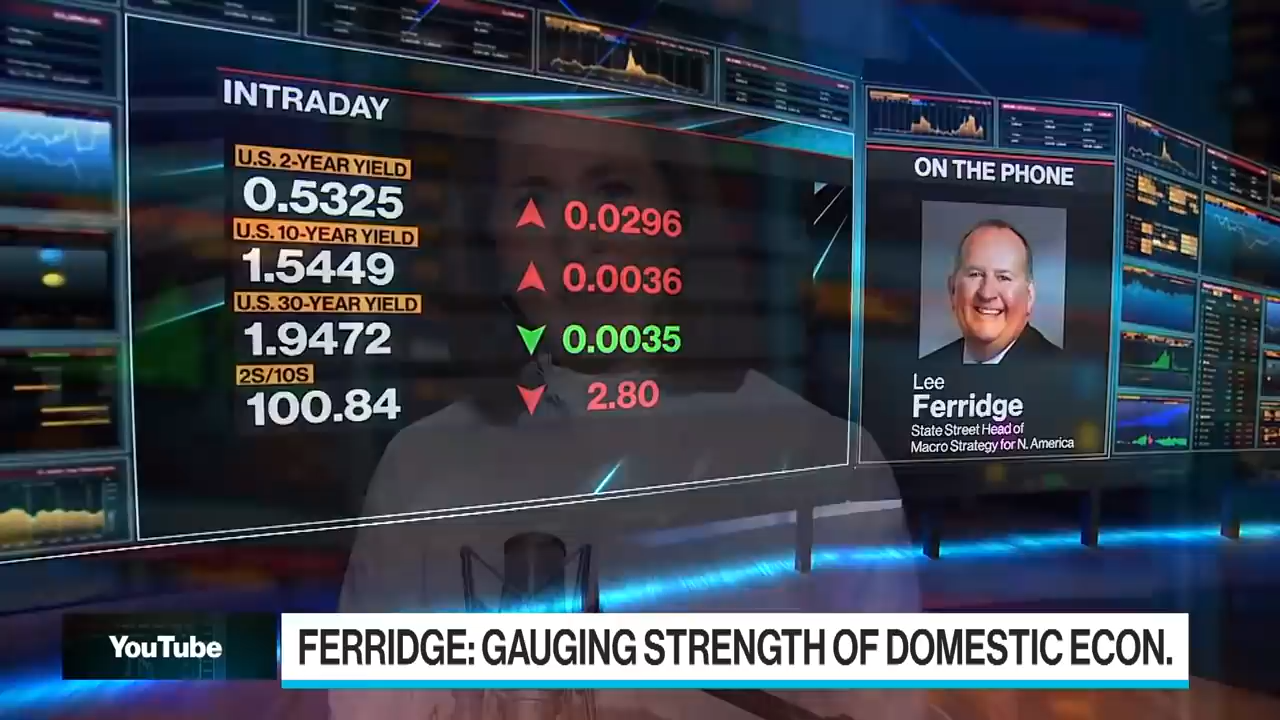 INTRADAY
U.S. 2-YEAR YIELD
0.5325
0.0296
U.S. 10-YEAR YIELD
1.5449
0.0036
U.S. 30-YEAR YIELD
1.9472
0.0035
2S/10S
100.84
2.80
ON THE PHONE
Lee
Ferridge
State Street Head of
Macro Strategy for N. America
YouTube
FERRIDGE: GAUGING STRENGTH OF DOMESTIC ECON.